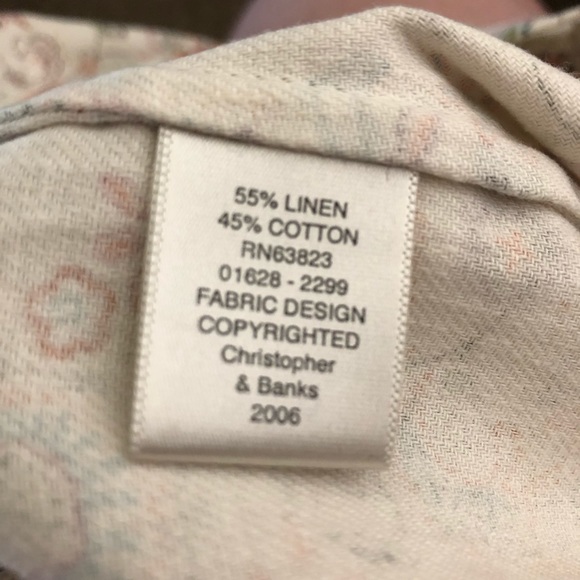 55% LINEN
45% COTTON
RN63823
01628 - 2299
FABRIC DESIGN
COPYRIGHTED
Christopher
& Banks
2006